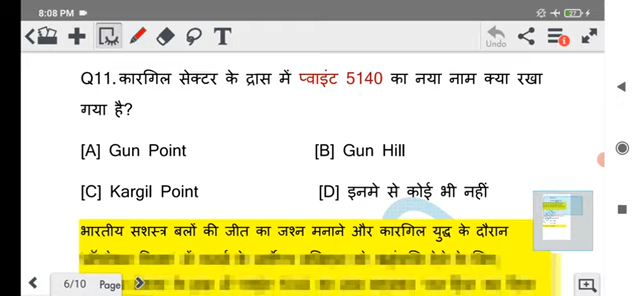 8:08 PM
27
T
Undo
Q11.कारगिल सेक्टर के द्रास में प्वाइंट 5140 का नया नाम क्या रखा
गया है?
[A] Gun Point [B] Gun Hill
[C] Kargil Point [D] इनमे से कोई भी नहीं
भारतीय सशस्त्र बलों की जीत का जश्न मनाने और कारगिल युद्ध के दौरान
6/10 Page